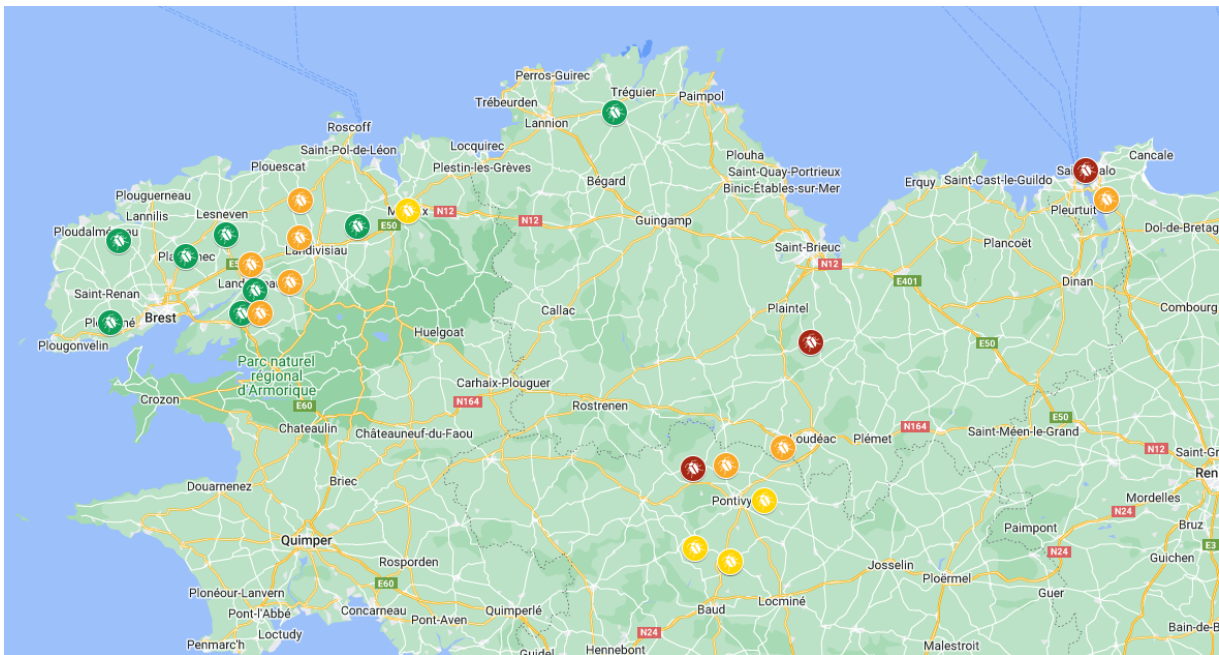 Perros-Guirec
Tréguier
Paimpol
Trébeurden
Lannion
Roscoff
Saint-Pol-de-Léon
Locquirec
Plouescat
Plestin-les-Grèves
Bégard
Plouha
Saint-Quay-Portrieux
Binic-Étables-sur-Mer
Erquy
Saint-Cast-le-Guildo
Cancale
Pleurtuit
Plouguerneau
Lannilis
Lesneven
N12
E50
N12
Guingamp
Dol-de-Bretag
Plancoët
Landivisiau
Saint-Brieuc
N12
E401
Dinan
Saint-Renan
Brest
Callac
Plaintel
Combourg
Plougonvelin
Huelgoat
E50
Parc naturel
régional
d'Armorique
Crozon
E60
Carhaix-Plouguer
N164
Rostrenen
E50
Chateaulin
Châteauneuf-du-Faou
Plémet
N164
Saint-Méen-le-Grand
N12
Saint-Gr
Ren
Douarnenez
Briec
Pontivy
Mordelles
N24
Bruz
Paimpont
E3
Quimper
N24
Guichen
Rosporden
Josselin
Ploërmel
E60
Guer
Plonéour-Lanvern
Pont-l'Abbé
Concarneau
Quimperlé
Baud
Locminé
Pont-Aven
Loctudy
Penmarc'h
N24
Guidel
Hennebont
Malestroit
Bain-de-B